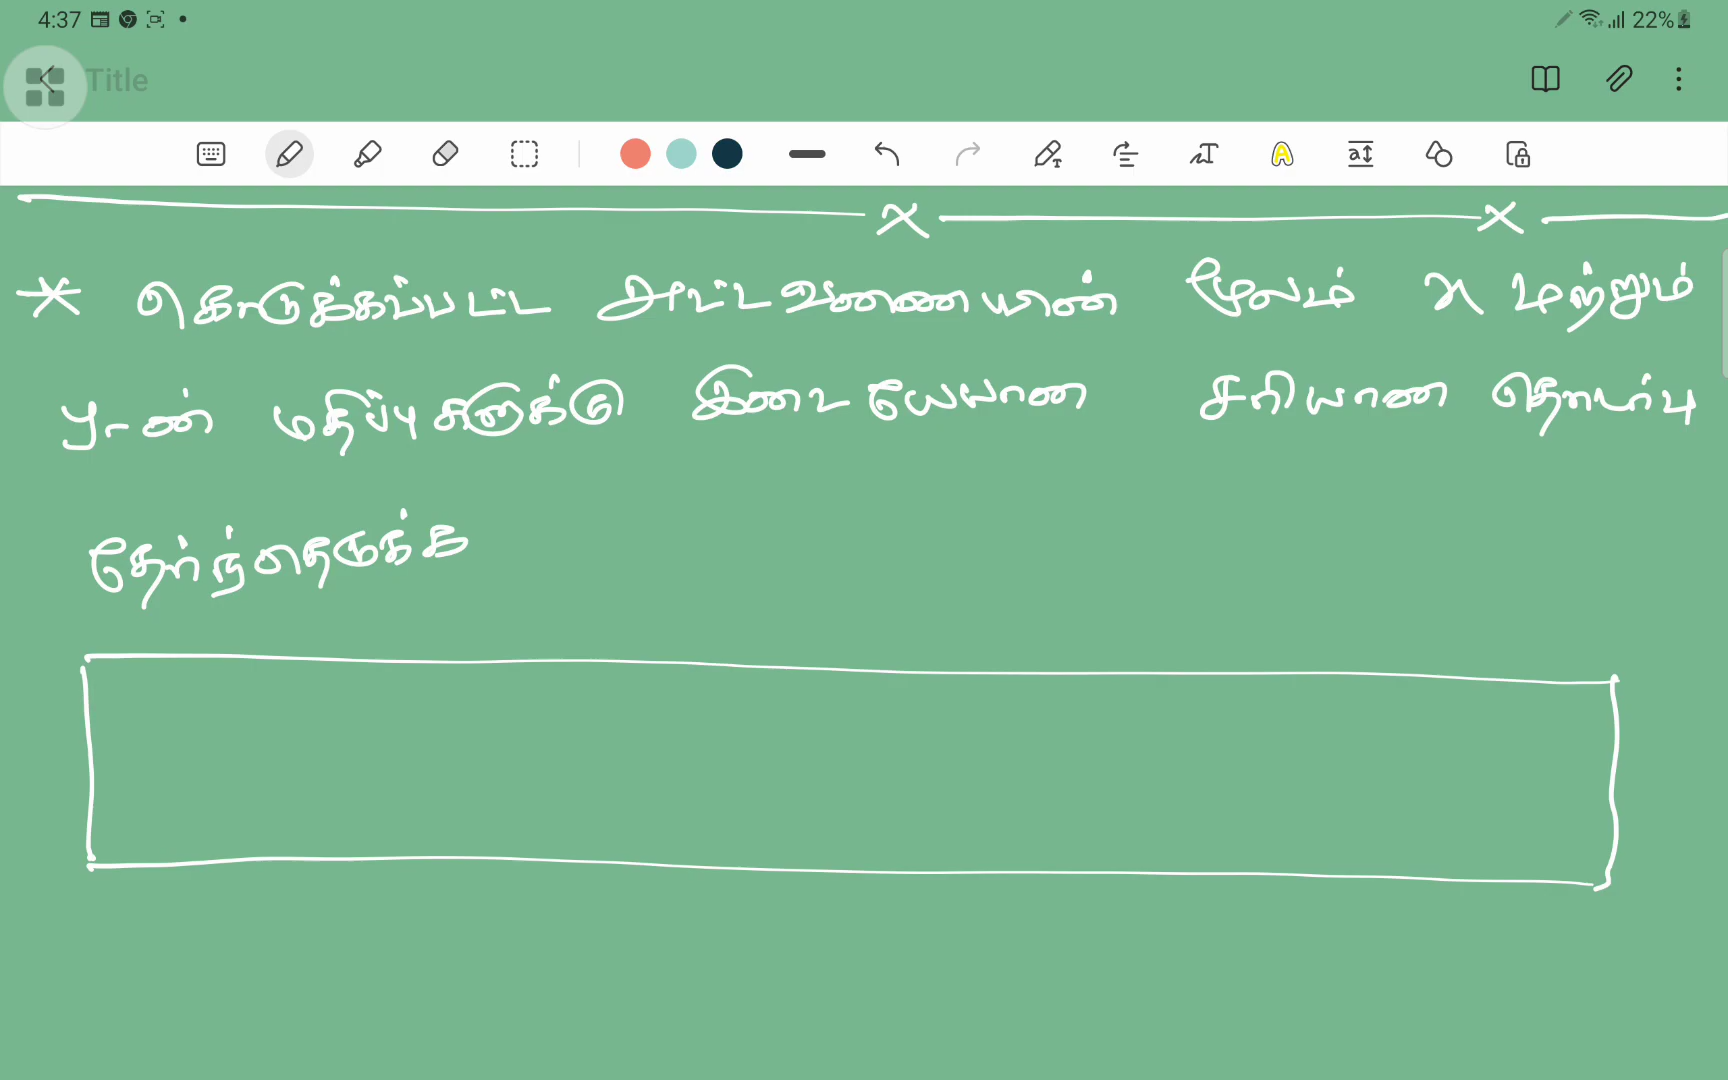 4:37
22%
Title
* கொடுக்கப்பட்ட அட்டவணையின் மூலம் x மற்றும்
y-ன் மதிப்புகளுக்கு இடையேயான சரியான தொடர்பு
தேர்ந்தெடுக்க